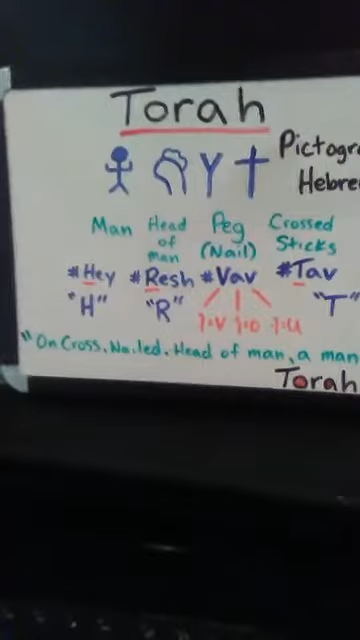 Torah
Pictogr
Hebre
Man Head of man Peg (Nail) Crossed Sticks
#Hey #Resh #Vav #Tav
"H" "R" "T"
ו=V וֹ=O וּ=U
"On Cross, Nailed, Head of man, a man
Torah